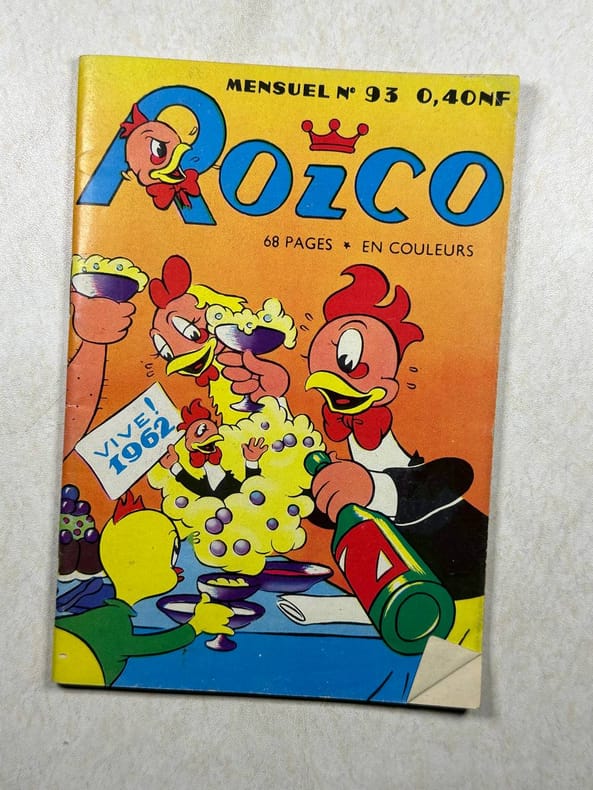 MENSUEL N° 93 0,40NF
ROICO
68 PAGES * EN COULEURS
VIVE!
1962